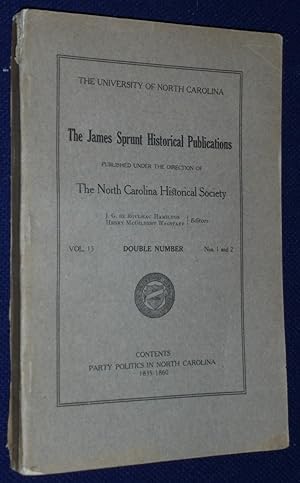 THE UNIVERSITY OF NORTH CAROLINA
The James Sprunt Historical Publications
PUBLISHED UNDER THE DIRECTION OF
The North Carolina Historical Society
J. G. DE ROULHAC HAMILTON
HENRY MCGILBERT WAGSTAFF } Editors
VOL. 15 DOUBLE NUMBER Nos. 1 and 2
CONTENTS
PARTY POLITICS IN NORTH CAROLINA
1835-1860